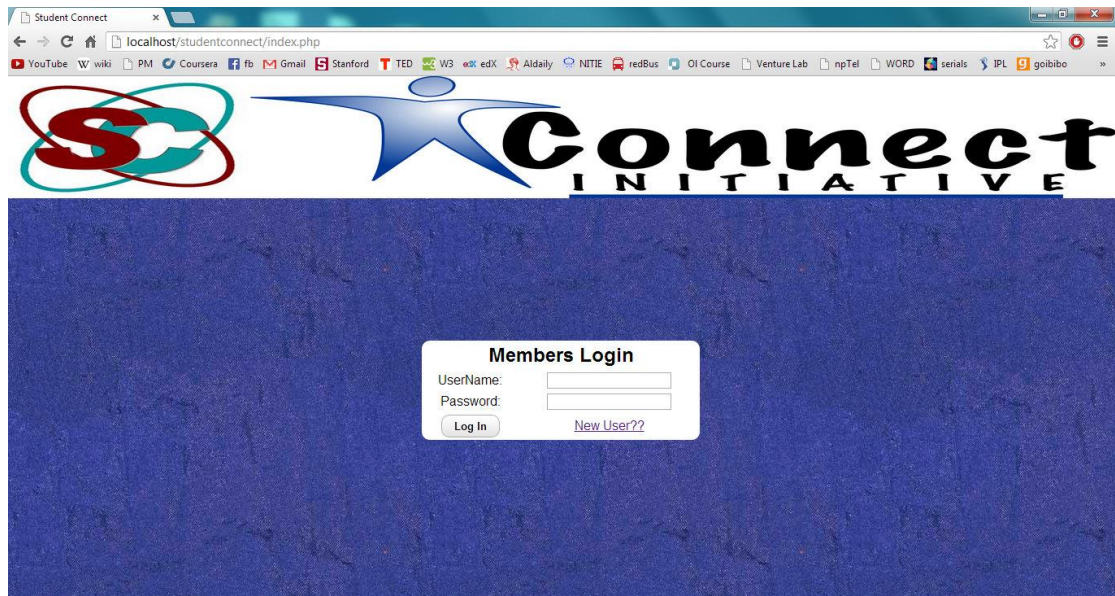 Student Connect
localhost/studentconnect/index.php
YouTube W wiki PM Coursera fb Gmail S Stanford T TED W3 edX Aldaily NITIE redBus OI Course Venture Lab npTel WORD serials IPL g goibibo »
SC Connect
INITIATIVE
Members Login
UserName:
Password:
Log In New User??